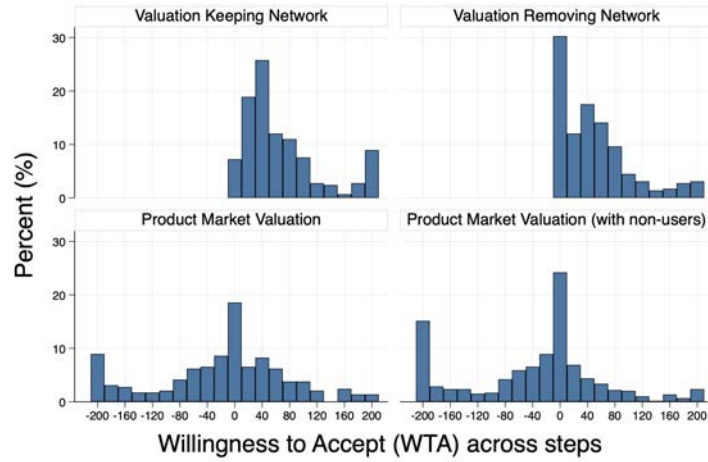 Valuation Keeping Network
Valuation Removing Network
30
20
10
0
Product Market Valuation
Product Market Valuation (with non-users)
30
20
10
0
-200 -160 -120 -80 -40 0 40 80 120 160 200
-200 -160 -120 -80 -40 0 40 80 120 160 200
Percent (%)
Willingness to Accept (WTA) across steps